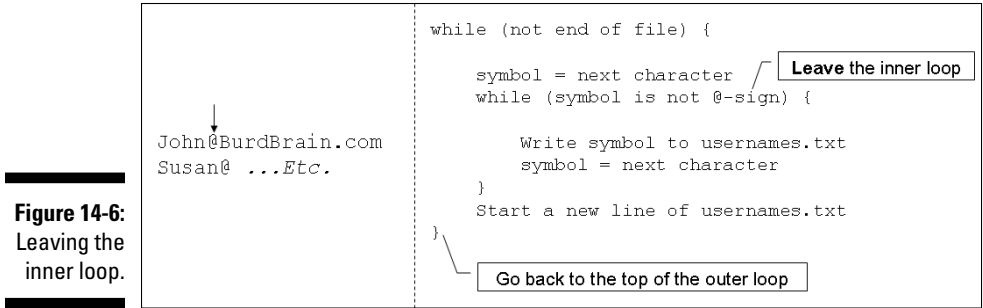 Figure 14-6:
Leaving the
inner loop.
John@BurdBrain.com
Susan@ ...Etc.
while (not end of file) {
Leave the inner loop
symbol = next character
while (symbol is not @-sign) {
Write symbol to usernames.txt
symbol = next character
}
Start a new line of usernames.txt
}
Go back to the top of the outer loop